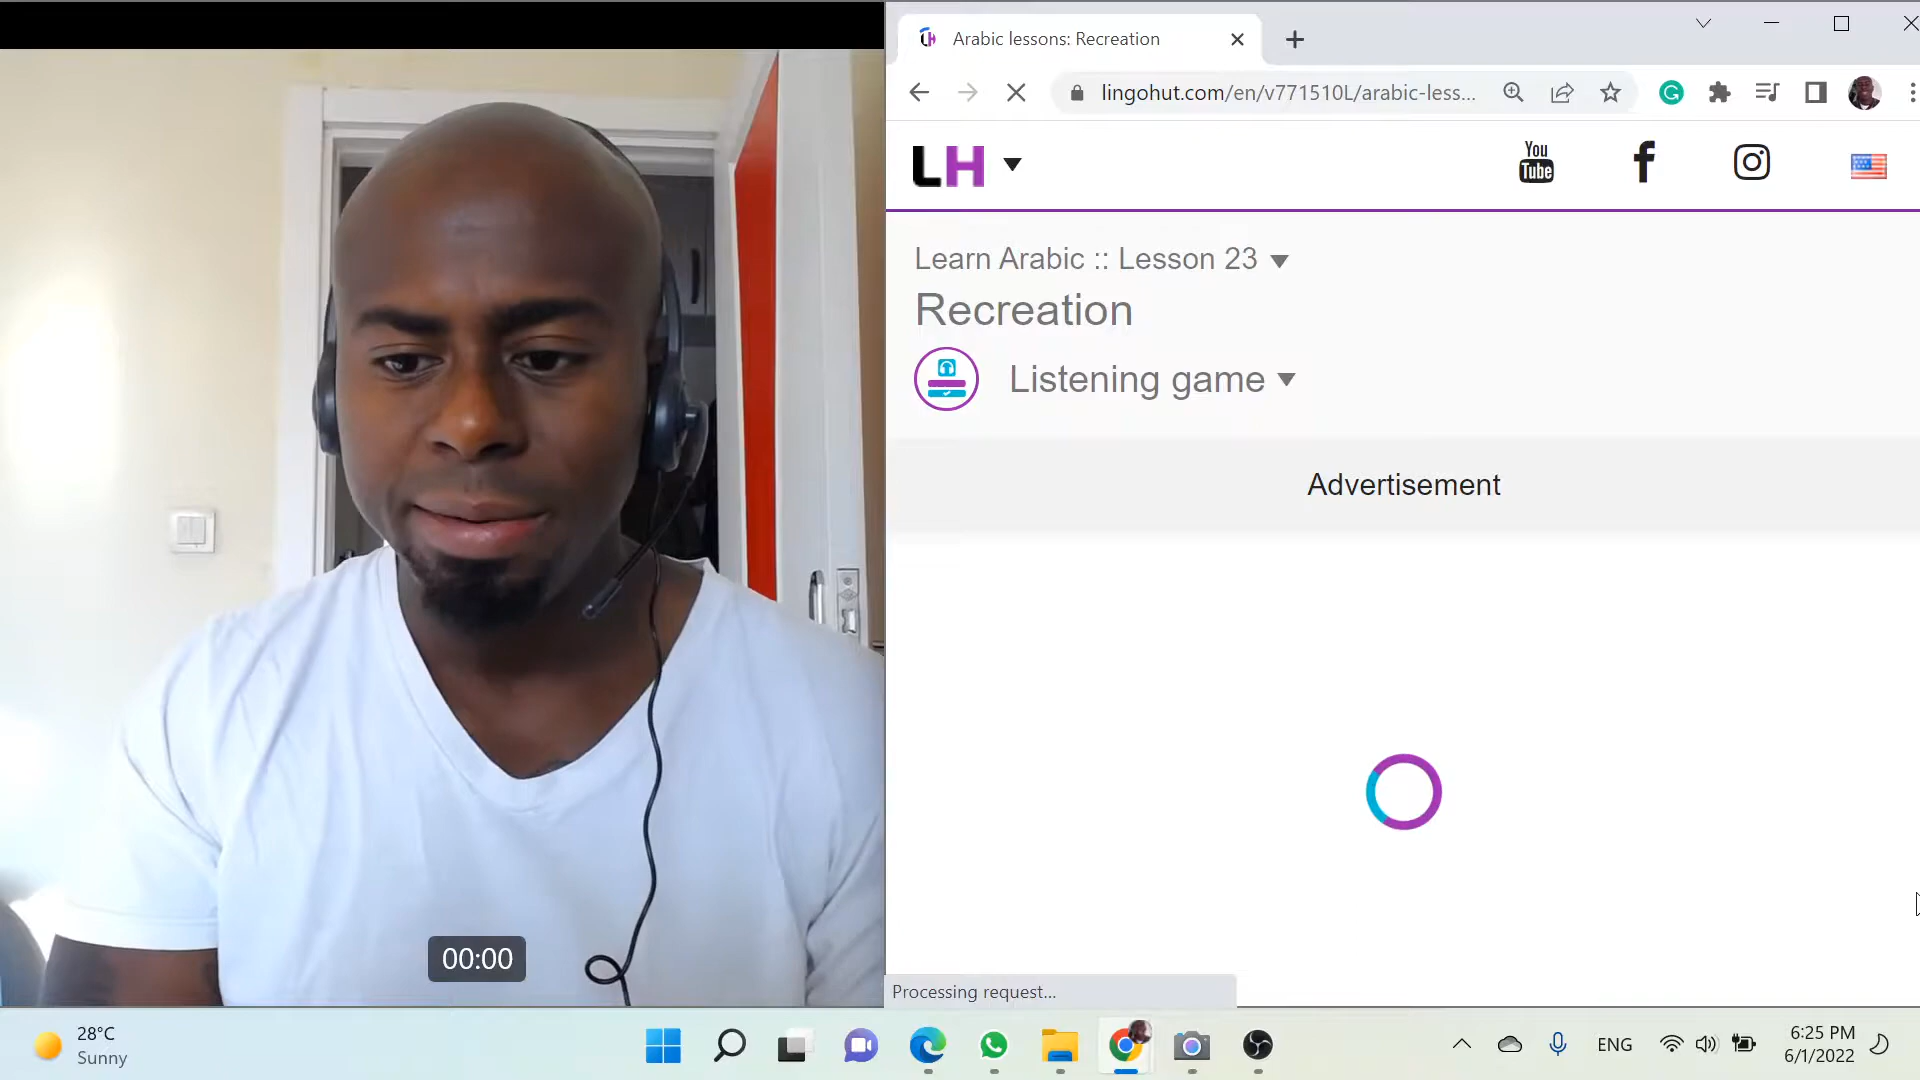 Arabic lessons: Recreation
lingohut.com/en/v771510L/arabic-less...
LH
You
Tube
Learn Arabic :: Lesson 23
Recreation
Listening game
Advertisement
00:00
Processing request...
28°C
Sunny
ENG
6:25 PM
6/1/2022